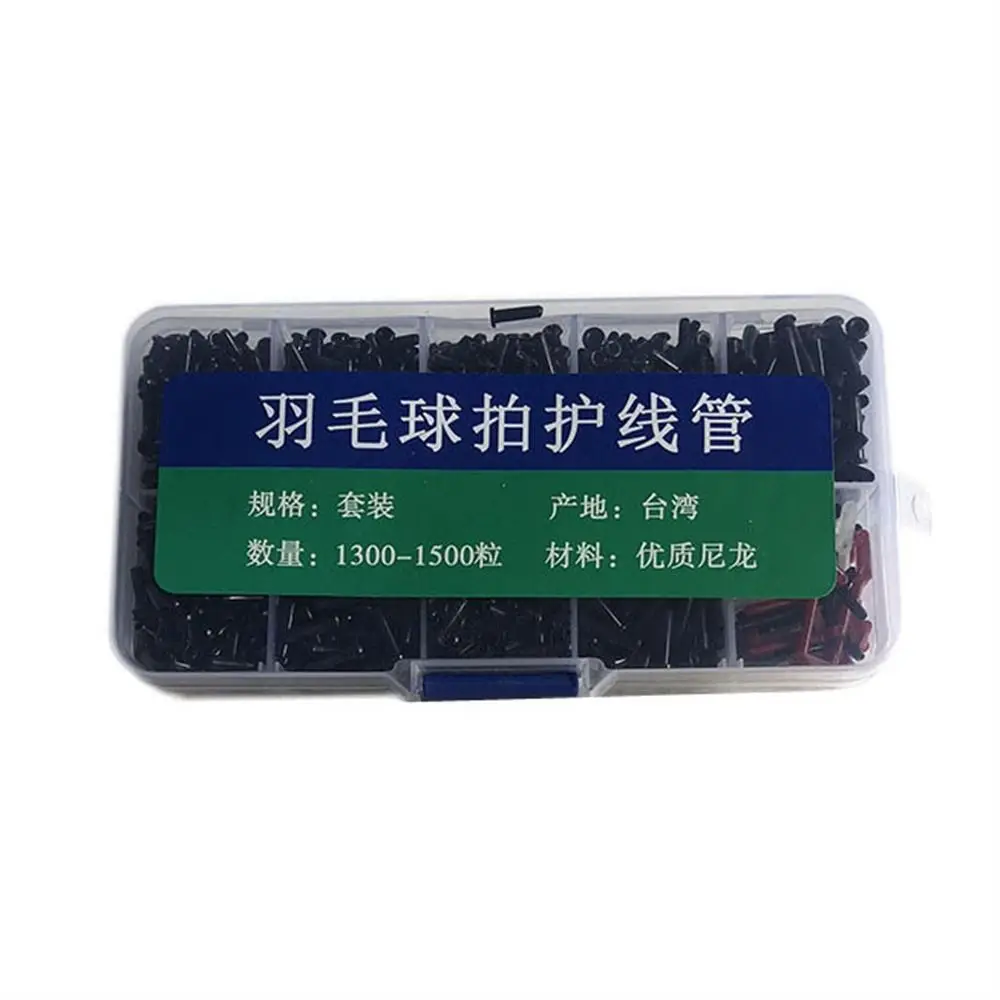 羽毛球拍护线管
规格：套装 产地：台湾
数量：1300-1500粒 材料：优质尼龙